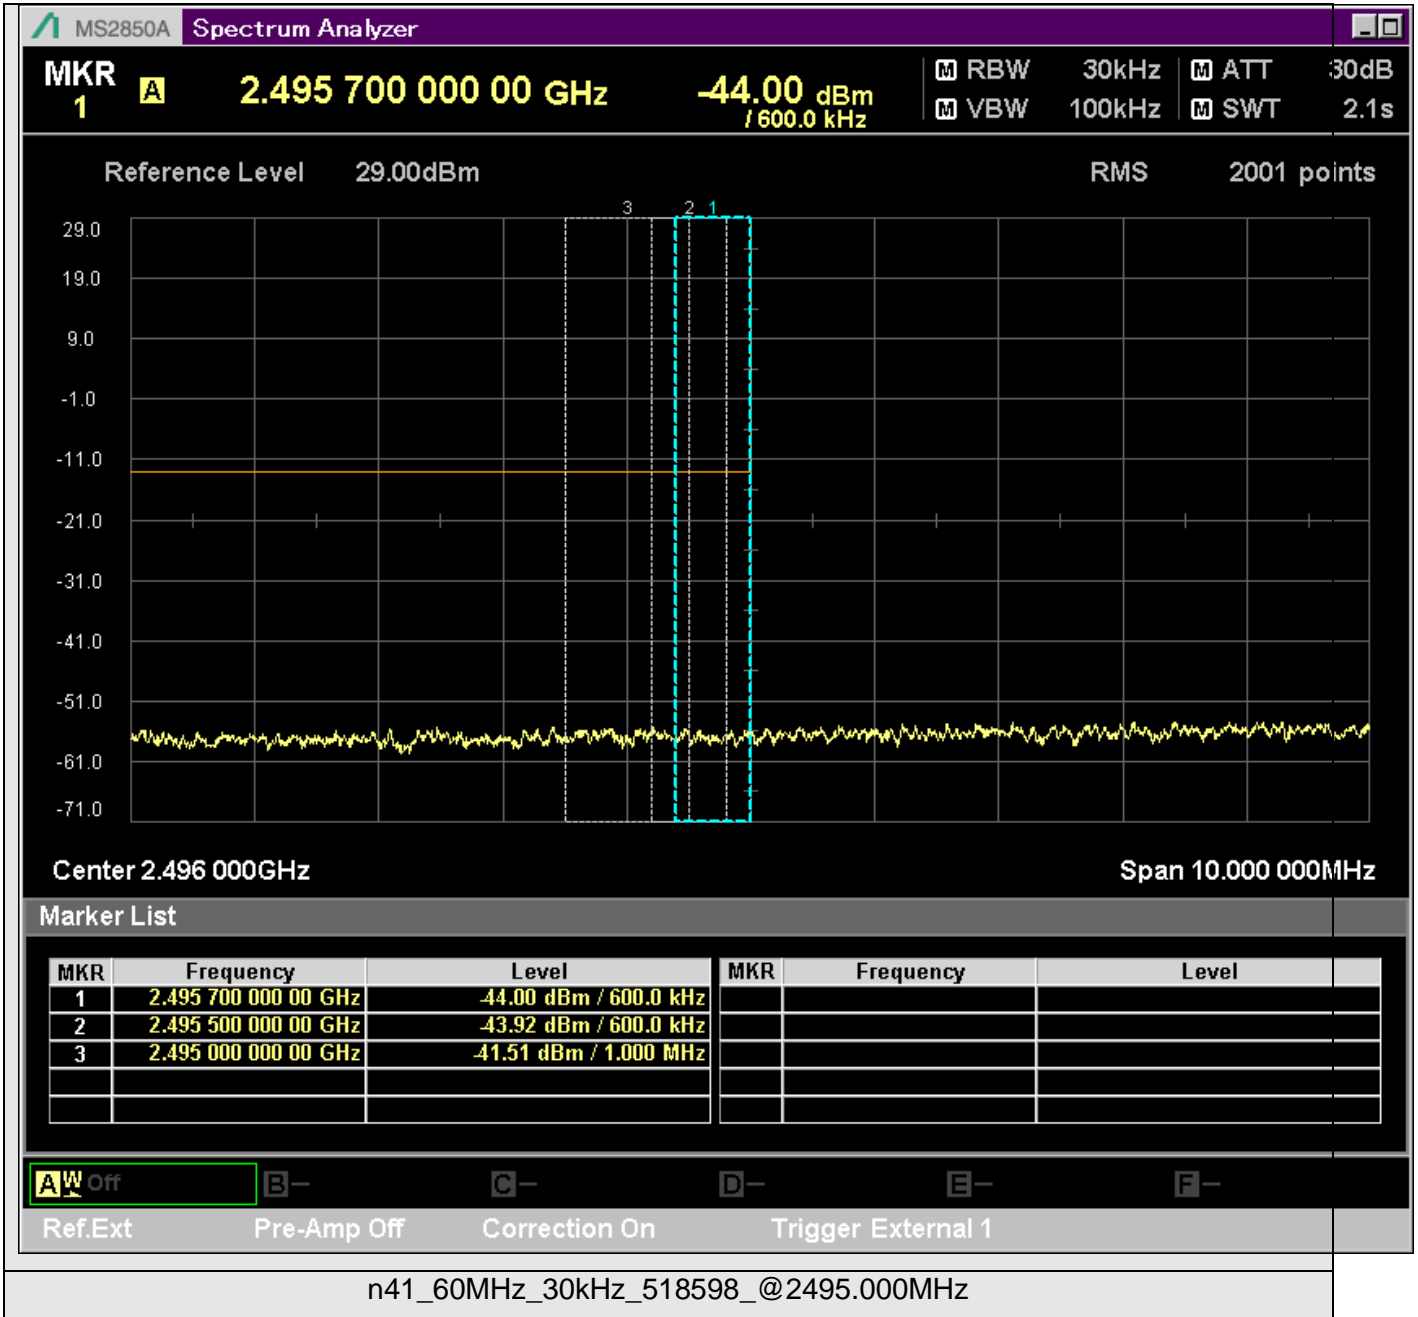 MS2850A Spectrum Analyzer
MKR 1 A 2.495 700 000 00 GHz -44.00 dBm / 600.0 kHz
M RBW 30kHz M ATT 30dB
M VBW 100kHz M SWT 2.1s
Reference Level 29.00dBm RMS 2001 points
3 2 1
29.0
19.0
9.0
-1.0
-11.0
-21.0
-31.0
-41.0
-51.0
-61.0
-71.0
Center 2.496 000GHz Span 10.000 000MHz
Marker List
MKR Frequency Level MKR Frequency Level
1 2.495 700 000 00 GHz -44.00 dBm / 600.0 kHz
2 2.495 500 000 00 GHz -43.92 dBm / 600.0 kHz
3 2.495 000 000 00 GHz -41.51 dBm / 1.000 MHz
A W Off B- C- D- E- F-
Ref.Ext Pre-Amp Off Correction On Trigger External 1
n41_60MHz_30kHz_518598_@2495.000MHz